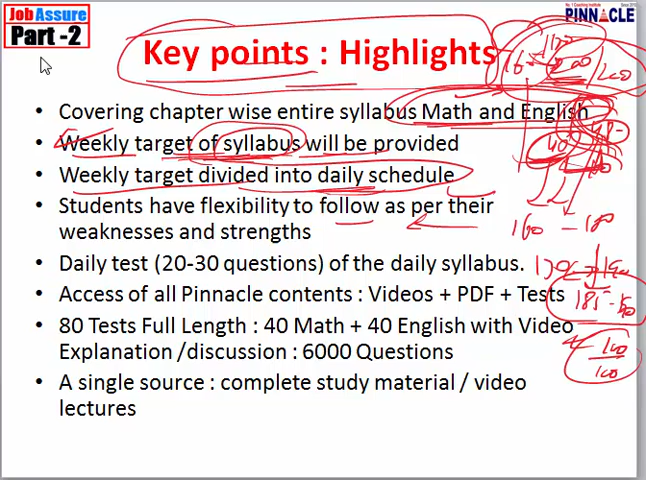 JobAssure
Part -2
PINNACLE
Key points : Highlights
• Covering chapter wise entire syllabus Math and English
• Weekly target of syllabus will be provided
• Weekly target divided into daily schedule
• Students have flexibility to follow as per their
weaknesses and strengths
160 – 180
• Daily test (20-30 questions) of the daily syllabus.
• Access of all Pinnacle contents : Videos + PDF + Tests
• 80 Tests Full Length : 40 Math + 40 English with Video
Explanation /discussion : 6000 Questions
• A single source : complete study material / video
lectures